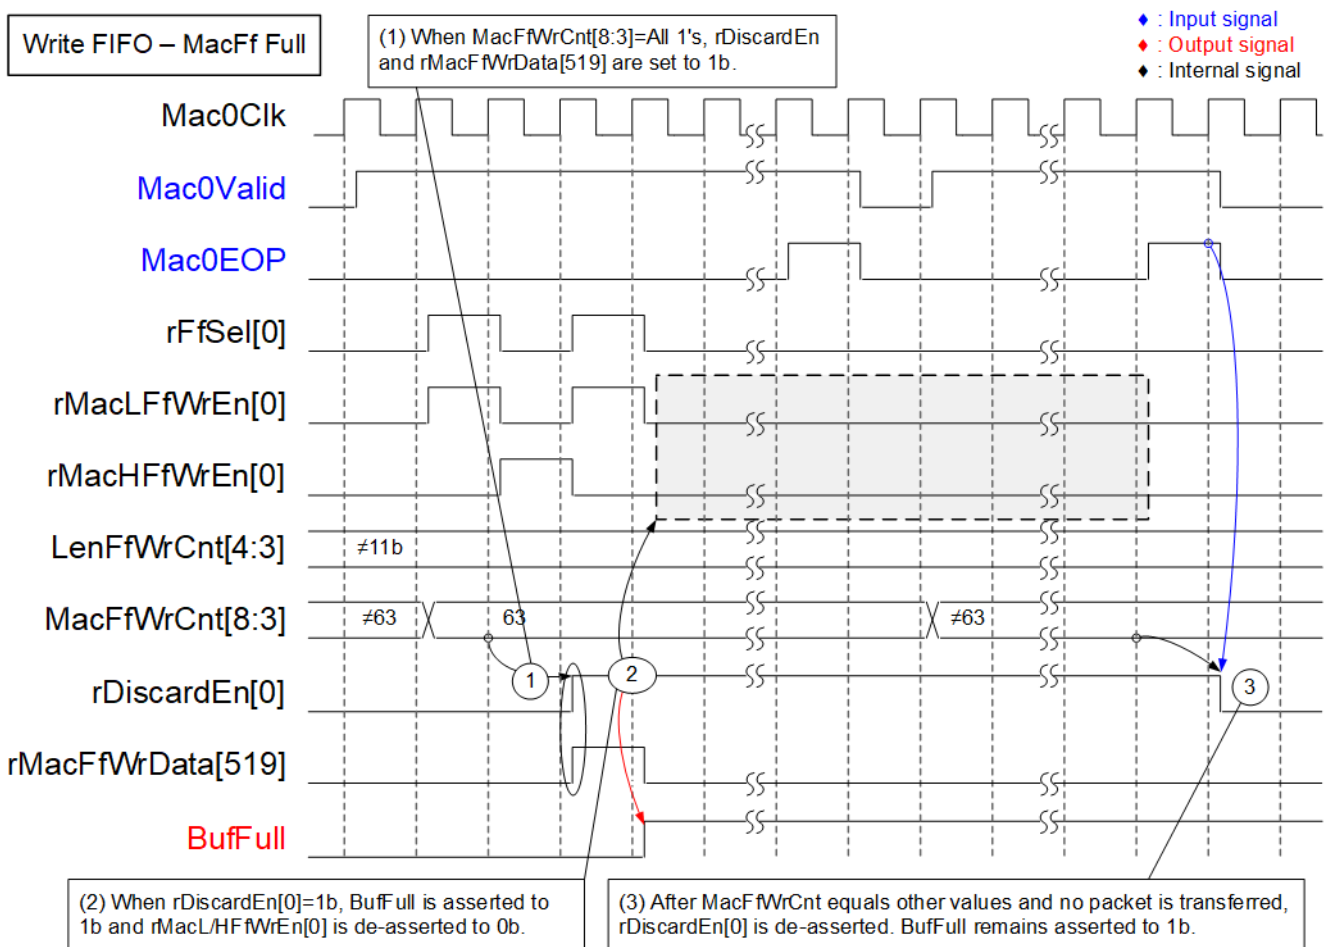 Write FIFO – MacFf Full
(1) When MacFfWrCnt[8:3]=All 1's, rDiscardEn
and rMacFfWrData[519] are set to 1b.
: Input signal
: Output signal
: Internal signal
Mac0Clk
Mac0Valid
Mac0EOP
rFfSel[0]
rMacLFfWrEn[0]
rMacHFfWrEn[0]
LenFfWrCnt[4:3]
≠11b
MacFfWrCnt[8:3]
≠63
63
≠63
rDiscardEn[0]
1
2
3
rMacFfWrData[519]
BufFull
(2) When rDiscardEn[0]=1b, BufFull is asserted to
1b and rMacL/HFfWrEn[0] is de-asserted to 0b.
(3) After MacFfWrCnt equals other values and no packet is transferred,
rDiscardEn[0] is de-asserted. BufFull remains asserted to 1b.